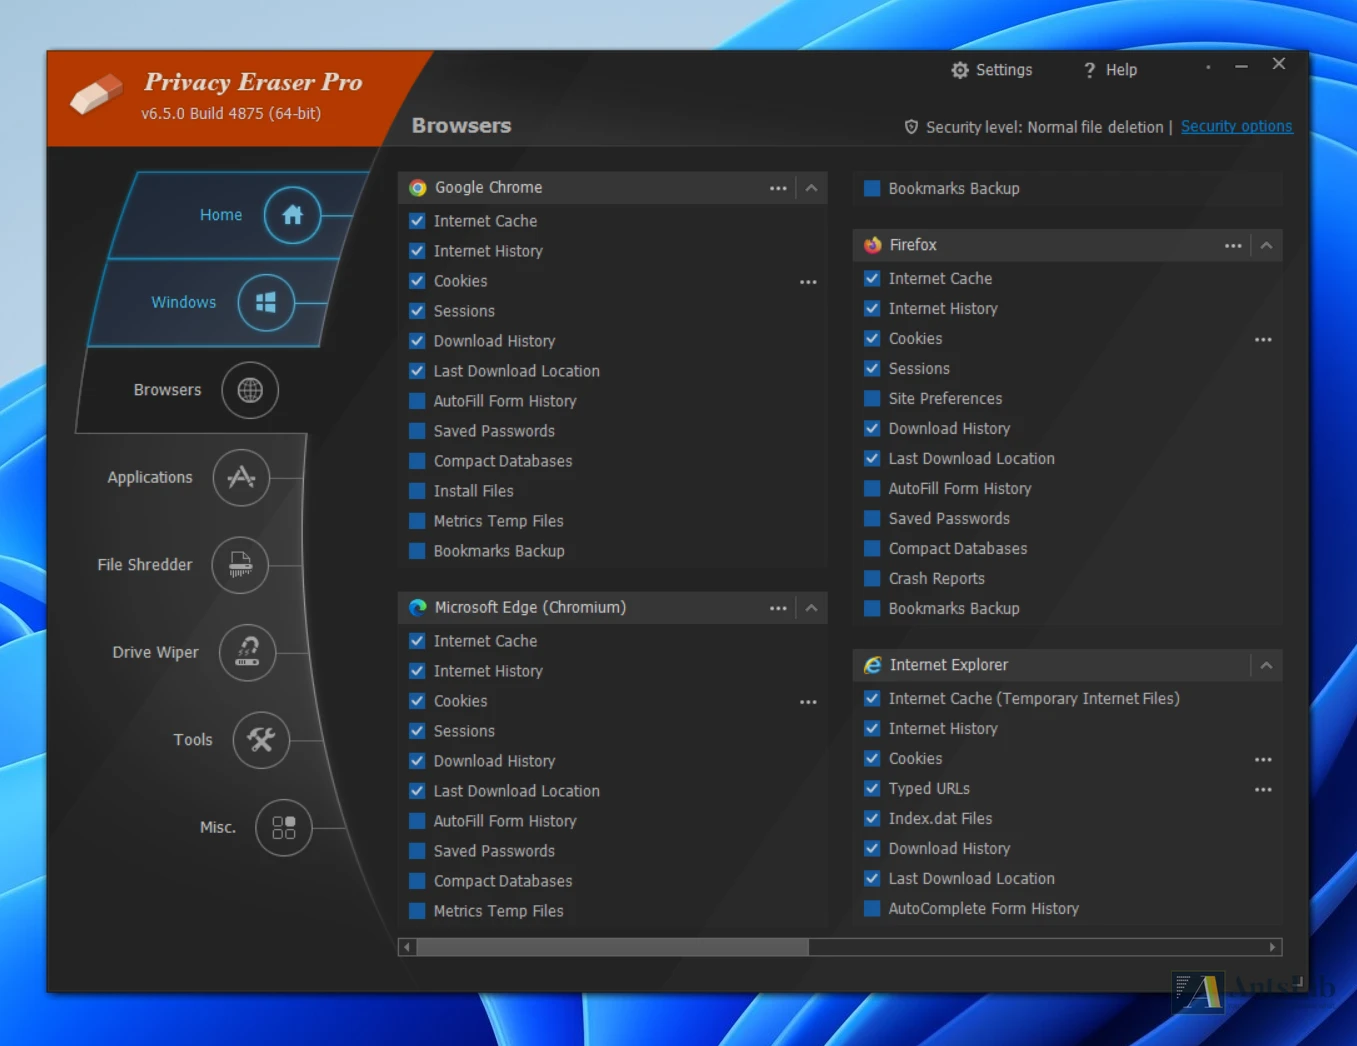 Privacy Eraser Pro
v6.5.0 Build 4875 (64-bit)
Settings
? Help
Browsers
Security level: Normal file deletion | Security options
Home
Windows
Browsers
Applications
File Shredder
Drive Wiper
Tools
Misc.
Google Chrome
Internet Cache
Internet History
Cookies
Sessions
Download History
Last Download Location
AutoFill Form History
Saved Passwords
Compact Databases
Install Files
Metrics Temp Files
Bookmarks Backup
Microsoft Edge (Chromium)
Internet Cache
Internet History
Cookies
Sessions
Download History
Last Download Location
AutoFill Form History
Saved Passwords
Compact Databases
Metrics Temp Files
Bookmarks Backup
Firefox
Internet Cache
Internet History
Cookies
Sessions
Site Preferences
Download History
Last Download Location
AutoFill Form History
Saved Passwords
Compact Databases
Crash Reports
Bookmarks Backup
Internet Explorer
Internet Cache (Temporary Internet Files)
Internet History
Cookies
Typed URLs
Index.dat Files
Download History
Last Download Location
AutoComplete Form History